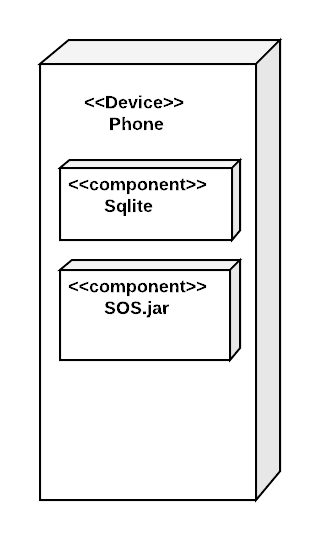 <<Device>>
Phone
<<component>>
Sqlite
<<component>>
SOS.jar